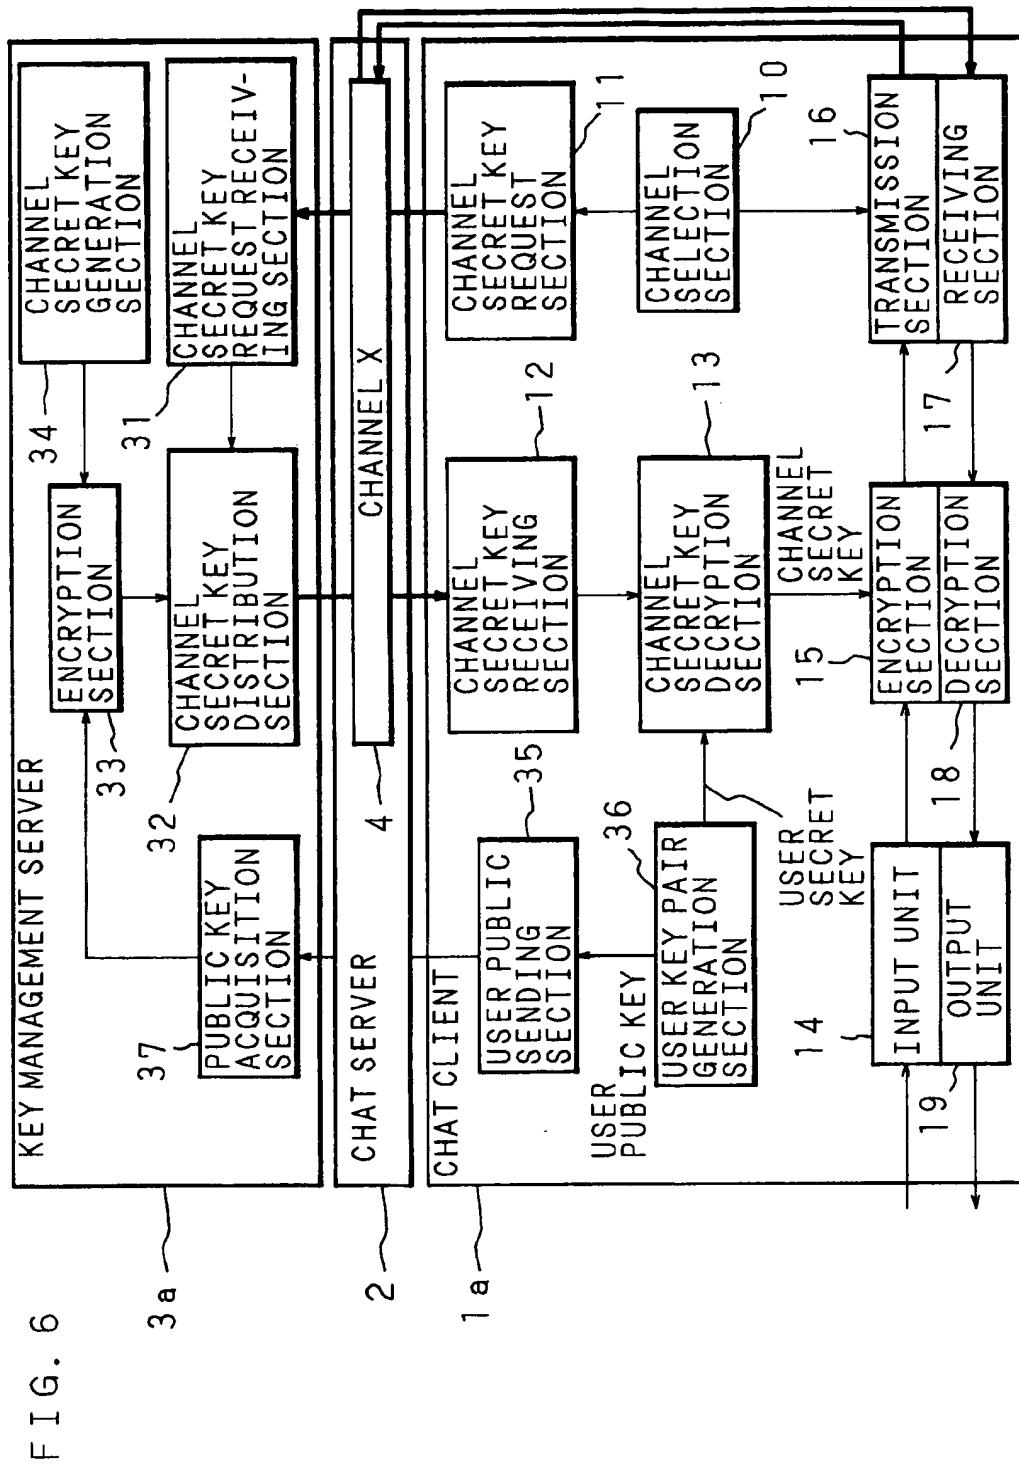 FIG. 6
3a
KEY MANAGEMENT SERVER
37
PUBLIC KEY
ACQUISITION
SECTION
33
ENCRYPTION
SECTION
34
CHANNEL
SECRET KEY
GENERATION
SECTION
32
CHANNEL
SECRET KEY
DISTRIBUTION
SECTION
31
CHANNEL
SECRET KEY
REQUEST RECEIV-
ING SECTION
2
CHAT SERVER
4
CHANNEL X
1a
CHAT CLIENT
35
USER PUBLIC
SENDING
SECTION
12
CHANNEL
SECRET KEY
RECEIVING
SECTION
11
CHANNEL
SECRET KEY
REQUEST
SECTION
USER
PUBLIC KEY
36
USER KEY PAIR
GENERATION
SECTION
13
CHANNEL
SECRET KEY
DECRYPTION
SECTION
10
CHANNEL
SELECTION
SECTION
USER
SECRET
KEY
CHANNEL
SECRET
KEY
14
INPUT UNIT
OUTPUT
UNIT
19
15
ENCRYPTION
SECTION
DECRYPTION
SECTION
18
16
TRANSMISSION
SECTION
RECEIVING
SECTION
17